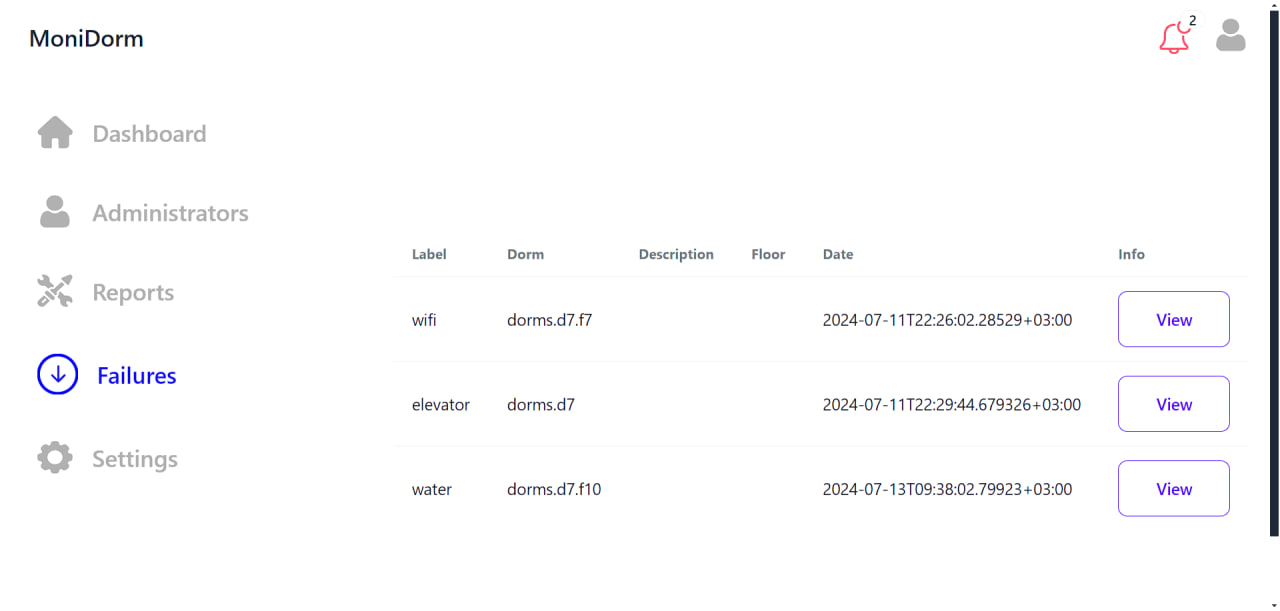 MoniDorm
2
Dashboard
Administrators
Reports
Failures
Settings
Label Dorm Description Floor Date Info
wifi dorms.d7.f7 2024-07-11T22:26:02.28529+03:00 View
elevator dorms.d7 2024-07-11T22:29:44.679326+03:00 View
water dorms.d7.f10 2024-07-13T09:38:02.79923+03:00 View